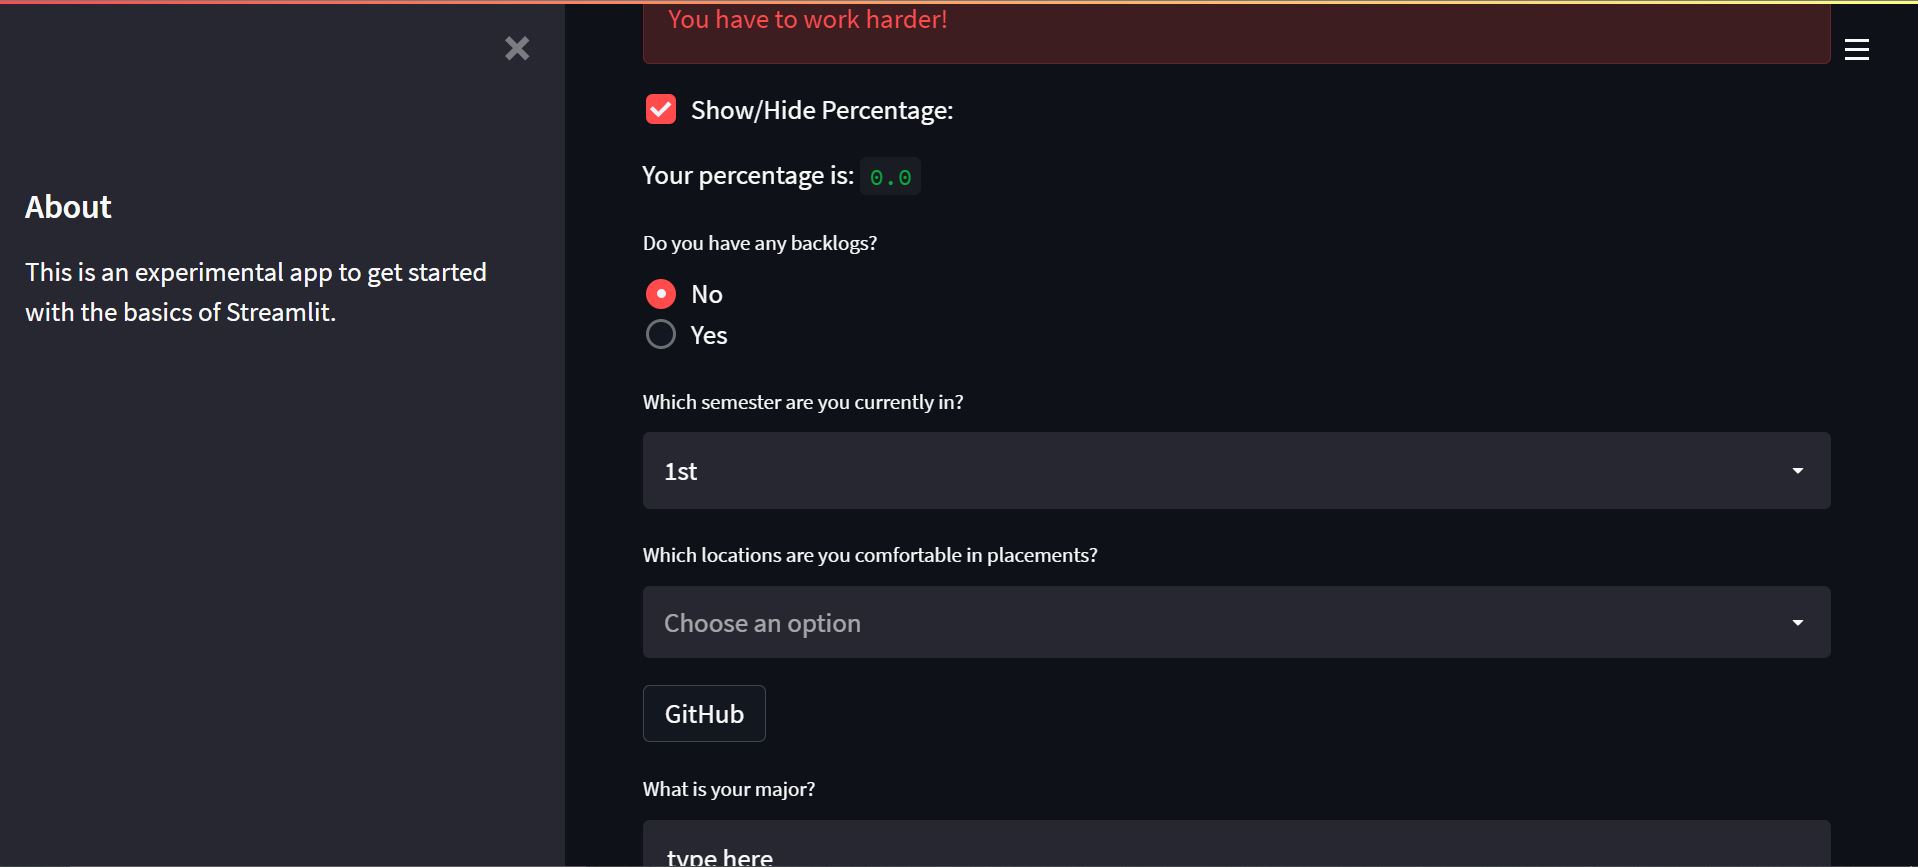 You have to work harder!
Show/Hide Percentage:
Your percentage is: 0.0
About
This is an experimental app to get started
with the basics of Streamlit.
Do you have any backlogs?
No
Yes
Which semester are you currently in?
1st
Which locations are you comfortable in placements?
Choose an option
GitHub
What is your major?
type here